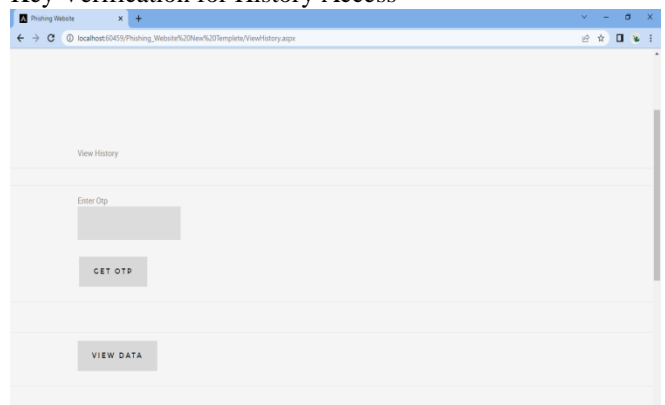 Key Verification for History Access
Phishing Website
localhost:60459/Phishing_Website%20New%20Templete/ViewHistory.aspx
View History
Enter Otp
GET OTP
VIEW DATA